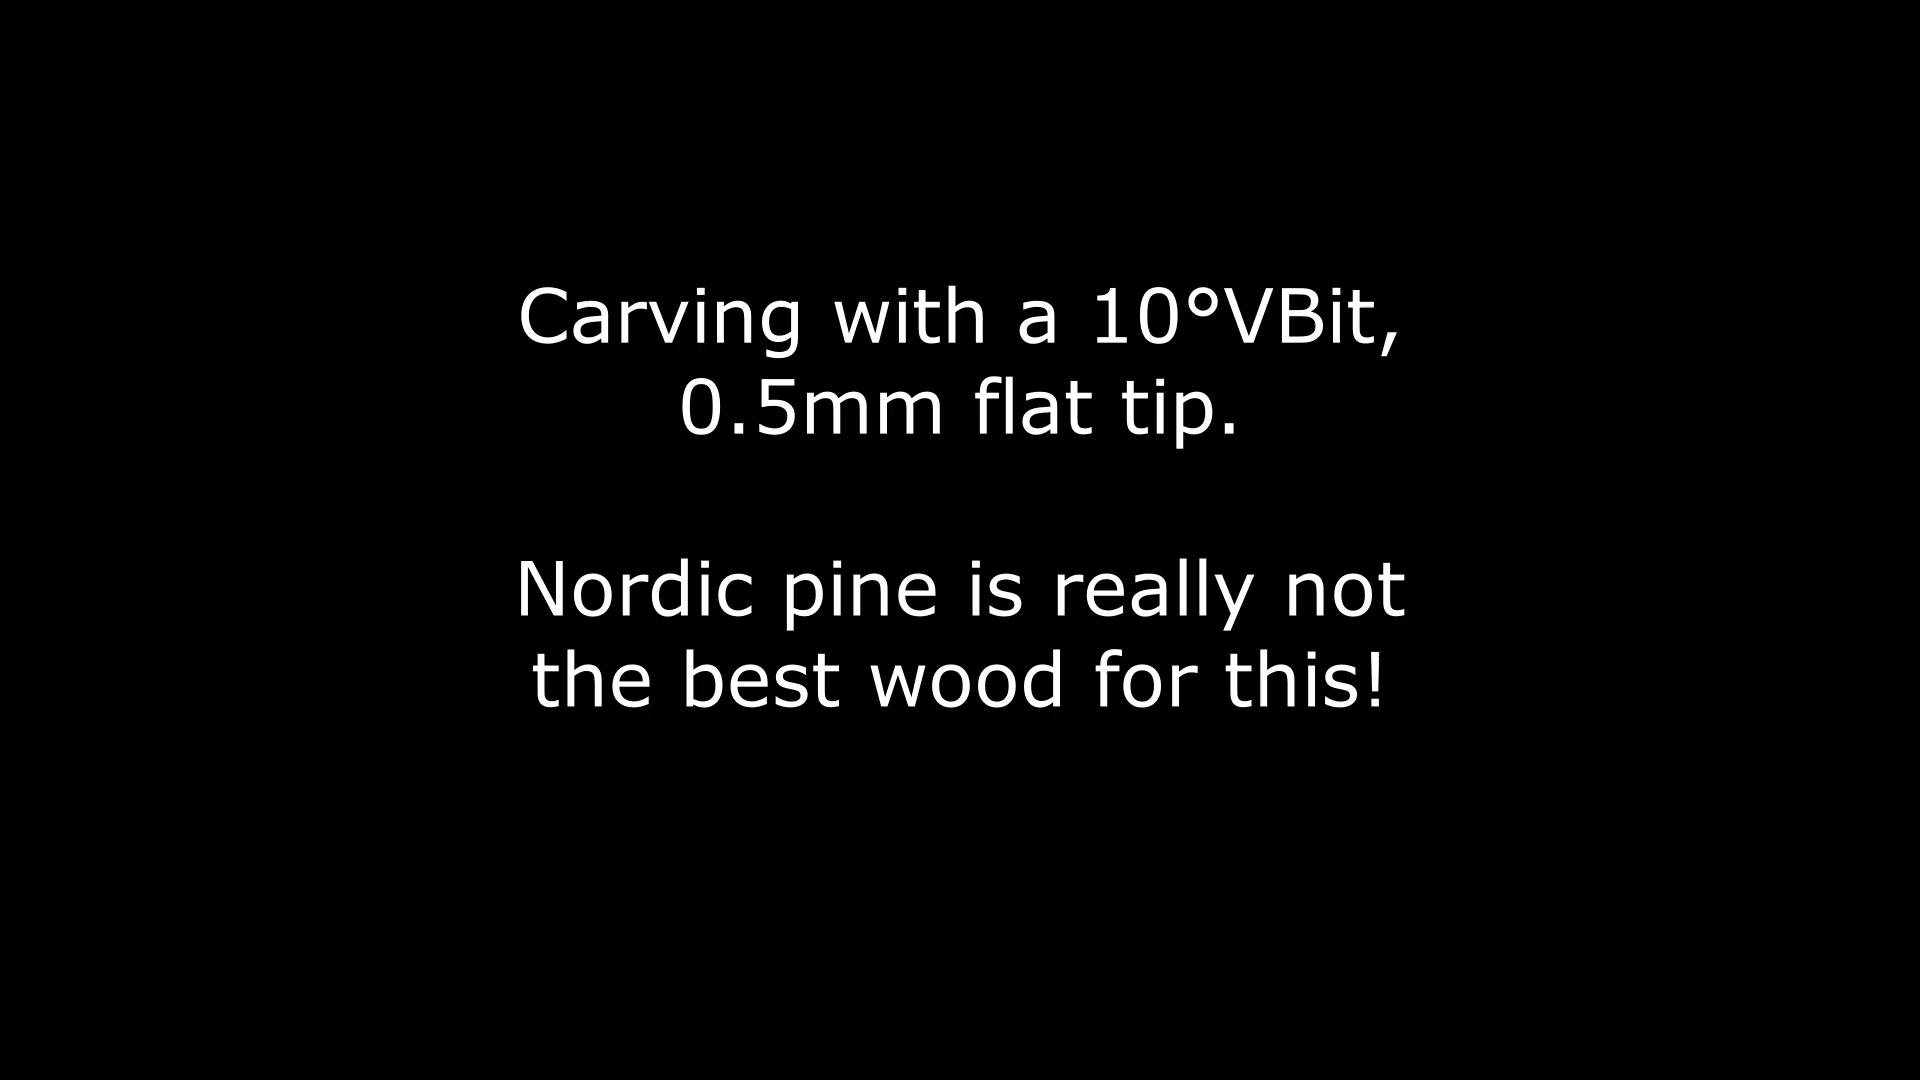 Carving with a 10°VBit,
0.5mm flat tip.
Nordic pine is really not
the best wood for this!